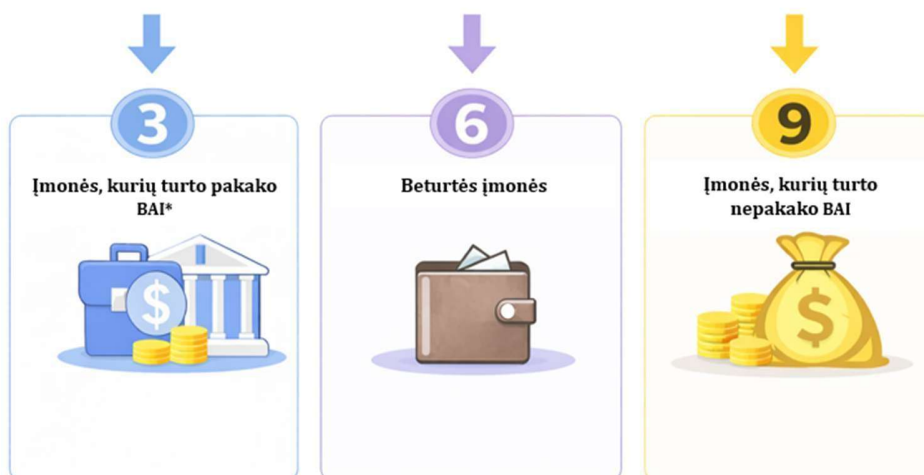 3
Įmonės, kurių turto pakako
BAI*
$
6
Beturtės įmonės
9
Įmonės, kurių turto
nepakako BAI
$